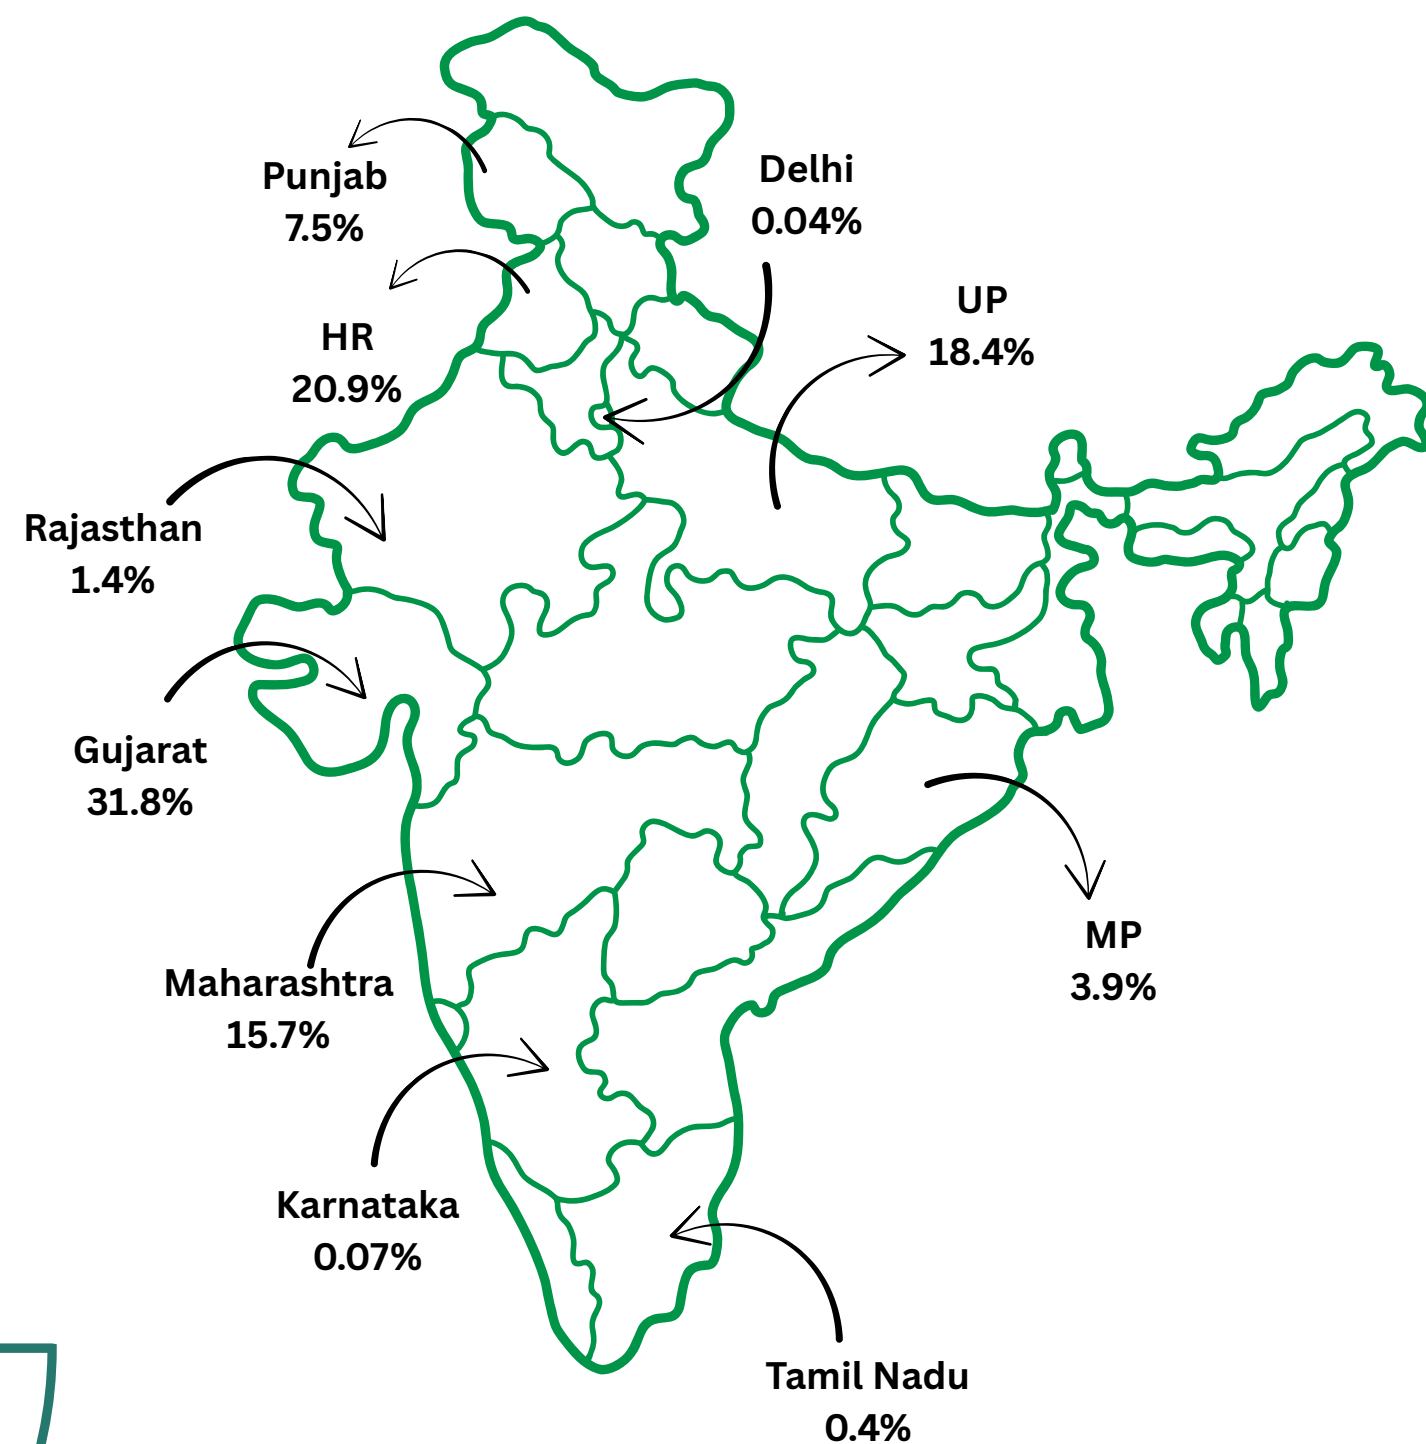 Punjab
7.5%
Delhi
0.04%
HR
20.9%
UP
18.4%
Rajasthan
1.4%
Gujarat
31.8%
Maharashtra
15.7%
MP
3.9%
Karnataka
0.07%
Tamil Nadu
0.4%